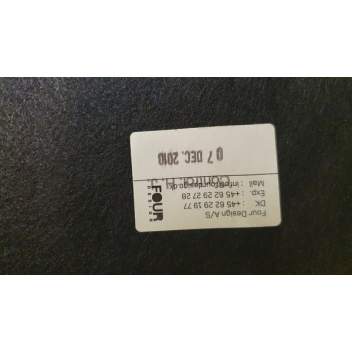 FOUR
DESIGN
Four Design A/S
DK : +45 62 29 19 77
Exp. : +45 62 29 27 28
Mail : info@fourdesign.dk
Control n.
0 7 DEC. 2010